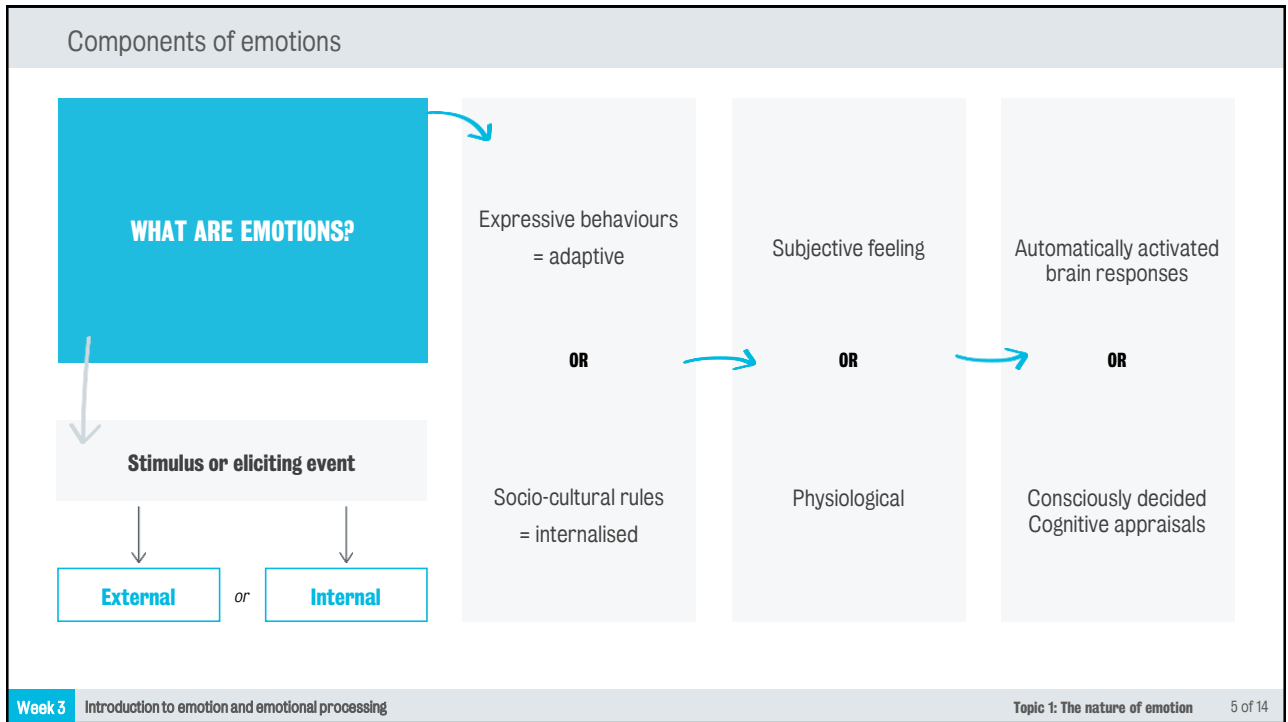 Components of emotions
WHAT ARE EMOTIONS?
Stimulus or eliciting event
External
or
Internal
Expressive behaviours
= adaptive
OR
Socio-cultural rules
= internalised
Subjective feeling
OR
Physiological
Automatically activated
brain responses
OR
Consciously decided
Cognitive appraisals
Week 3
Introduction to emotion and emotional processing
Topic 1: The nature of emotion
5 of 14